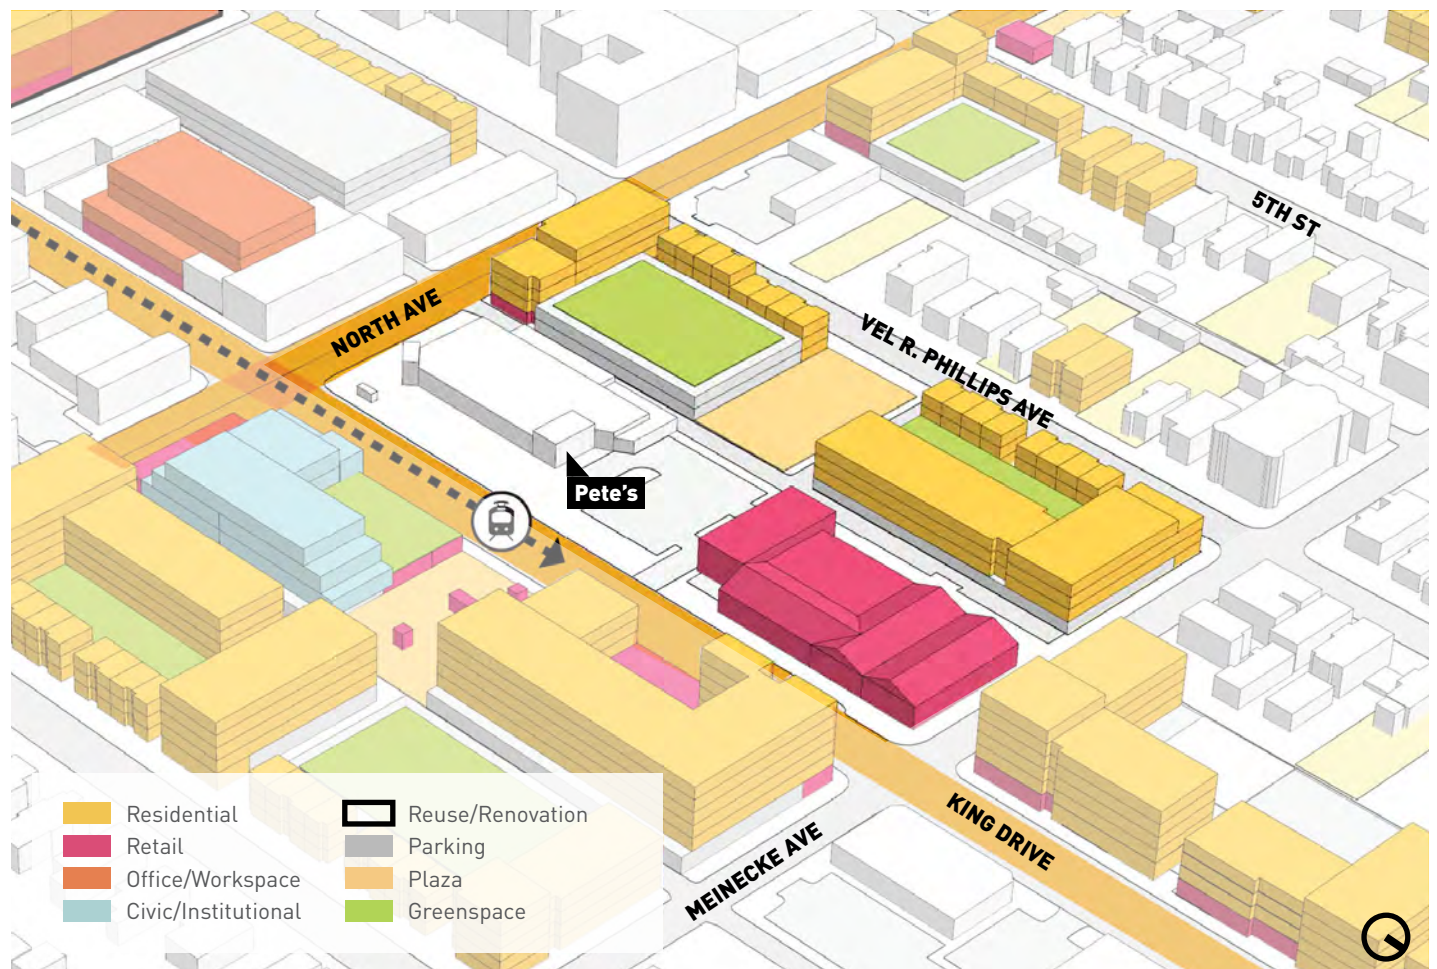 5TH ST
NORTH AVE
VEL R. PHILLIPS AVE
Pete's
KING DRIVE
MEINECKE AVE
Residential
Retail
Office/Workspace
Civic/Institutional
Reuse/Renovation
Parking
Plaza
Greenspace